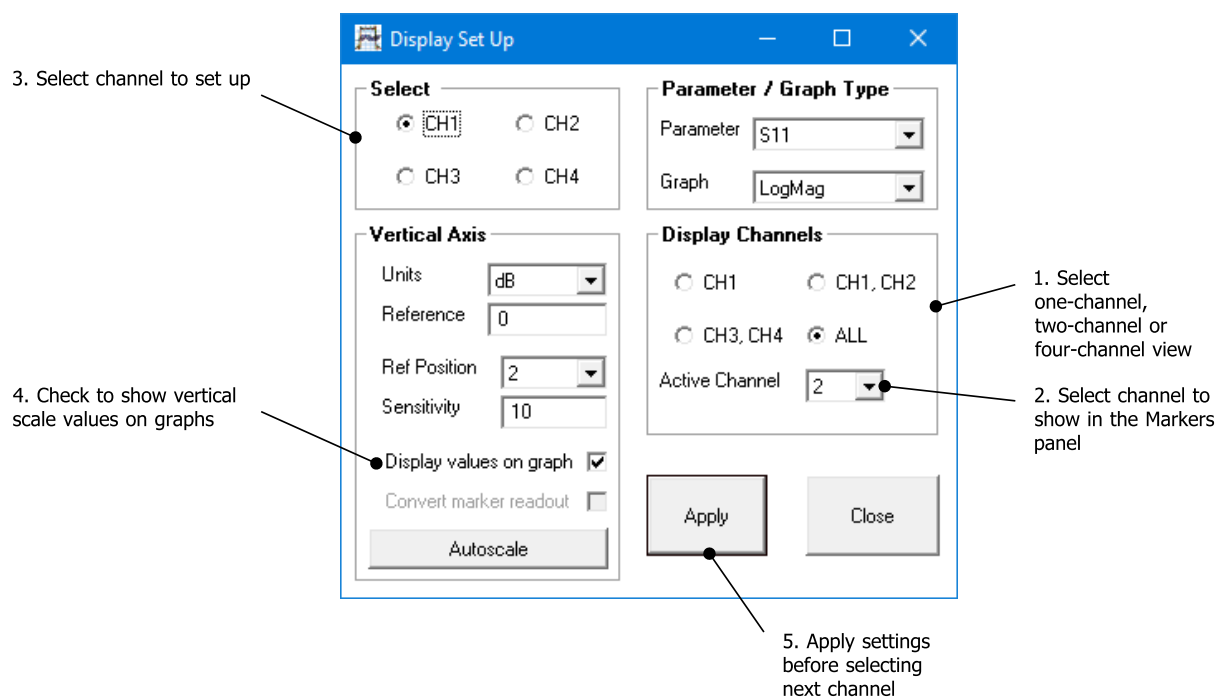 Display Set Up
3. Select channel to set up
Select
CH1
CH2
CH3
CH4
Parameter / Graph Type
Parameter
S11
Graph
LogMag
Vertical Axis
Units
dB
Reference
0
Ref Position
2
Sensitivity
10
Display values on graph
Convert marker readout
Autoscale
4. Check to show vertical
scale values on graphs
Display Channels
CH1
CH1, CH2
CH3, CH4
ALL
Active Channel
2
1. Select
one-channel,
two-channel or
four-channel view
2. Select channel to
show in the Markers
panel
Apply
Close
5. Apply settings
before selecting
next channel